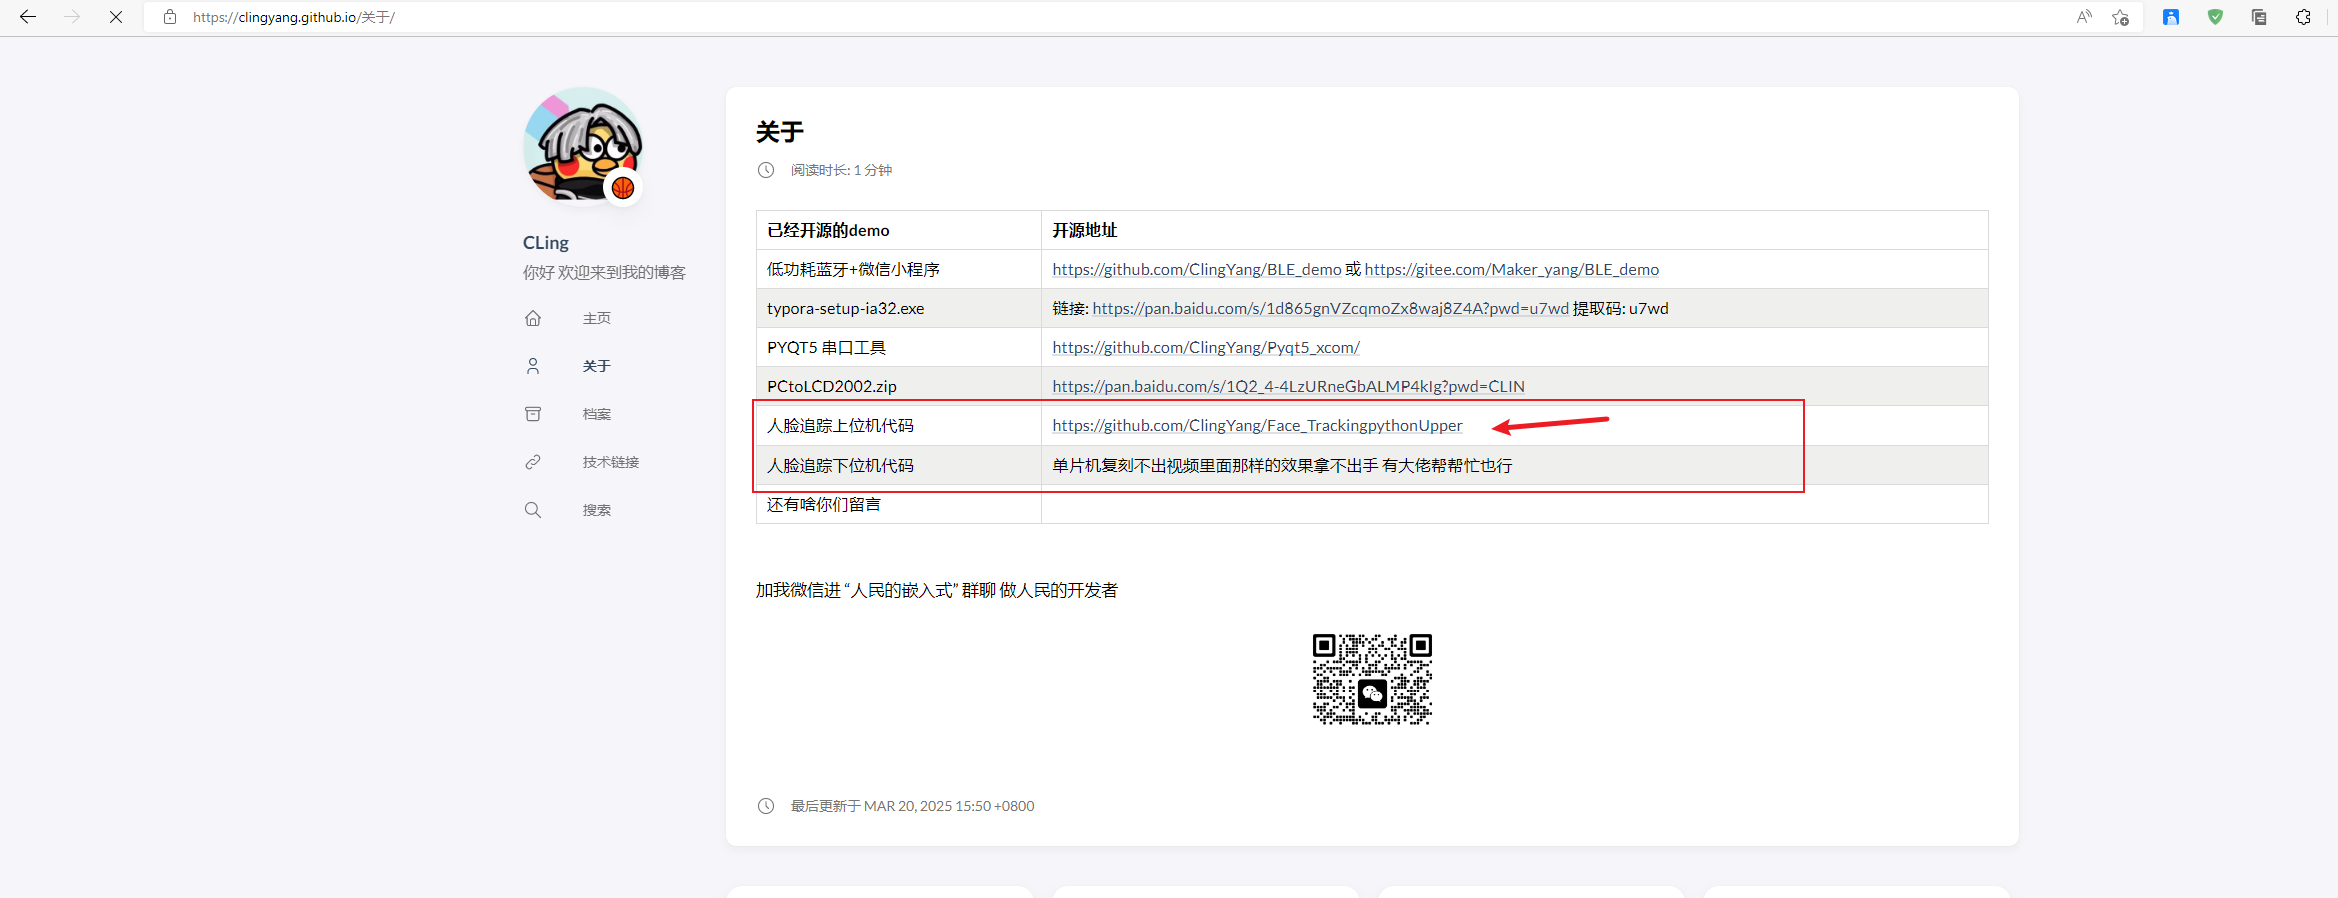 https://clingyang.github.io/关于/
CLing
你好 欢迎来到我的博客
主页
关于
档案
技术链接
搜索
关于
阅读时长: 1 分钟
已经开源的demo 开源地址
低功耗蓝牙+微信小程序 https://github.com/ClingYang/BLE_demo 或 https://gitee.com/Maker_yang/BLE_demo
typora-setup-ia32.exe 链接: https://pan.baidu.com/s/1d865gnVZcqmoZx8waj8Z4A?pwd=u7wd 提取码: u7wd
PYQT5 串口工具 https://github.com/ClingYang/Pyqt5_xcom/
PCtoLCD2002.zip https://pan.baidu.com/s/1Q2_4-4LzURneGbALMP4kIg?pwd=CLIN
人脸追踪上位机代码 https://github.com/ClingYang/Face_TrackingpythonUpper
人脸追踪下位机代码 单片机复刻不出视频里面那样的效果拿不出手 有大佬帮帮忙也行
还有啥你们留言
加我微信进 “人民的嵌入式” 群聊 做人民的开发者
最后更新于 MAR 20, 2025 15:50 +0800